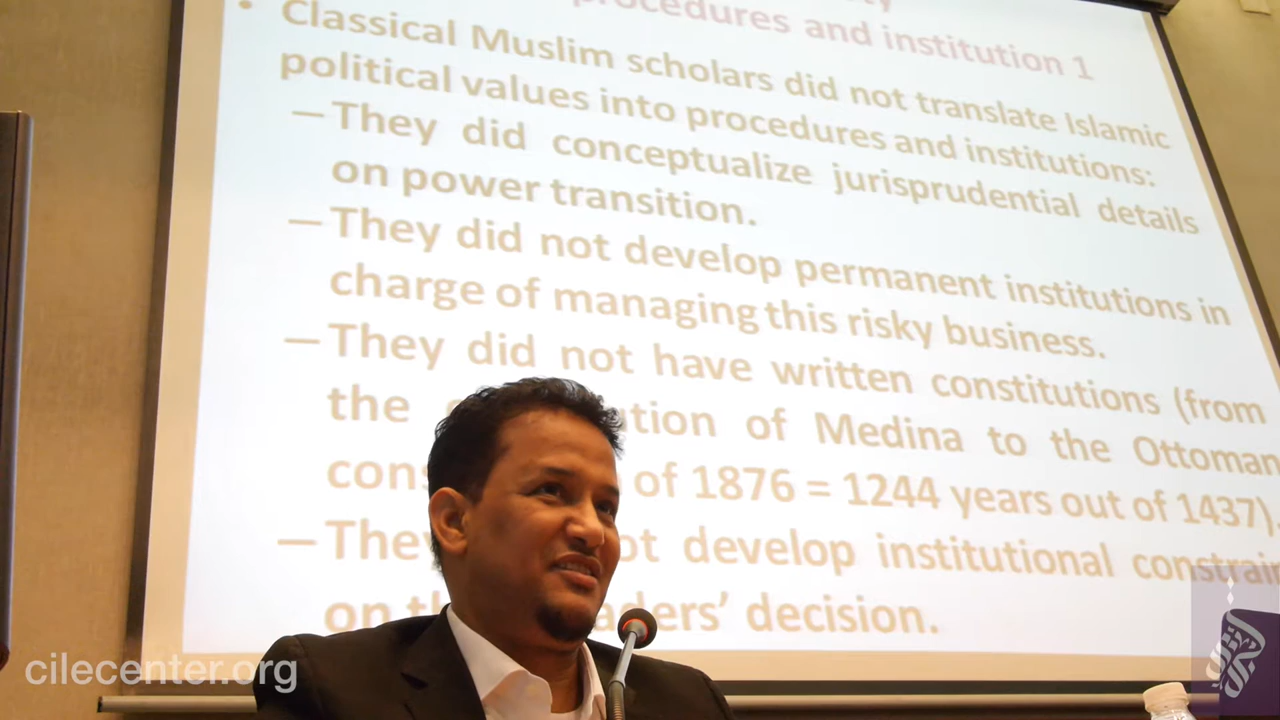 procedures and institution 1
• Classical Muslim scholars did not translate Islamic
political values into procedures and institutions:
– They did conceptualize jurisprudential details
on power transition.
– They did not develop permanent institutions in
charge of managing this risky business.
– They did not have written constitutions (from
the of Medina to the Ottoman
of 1876 = 1244 years out of 1437)
– They develop institutional
on decision.
cilecenter.org